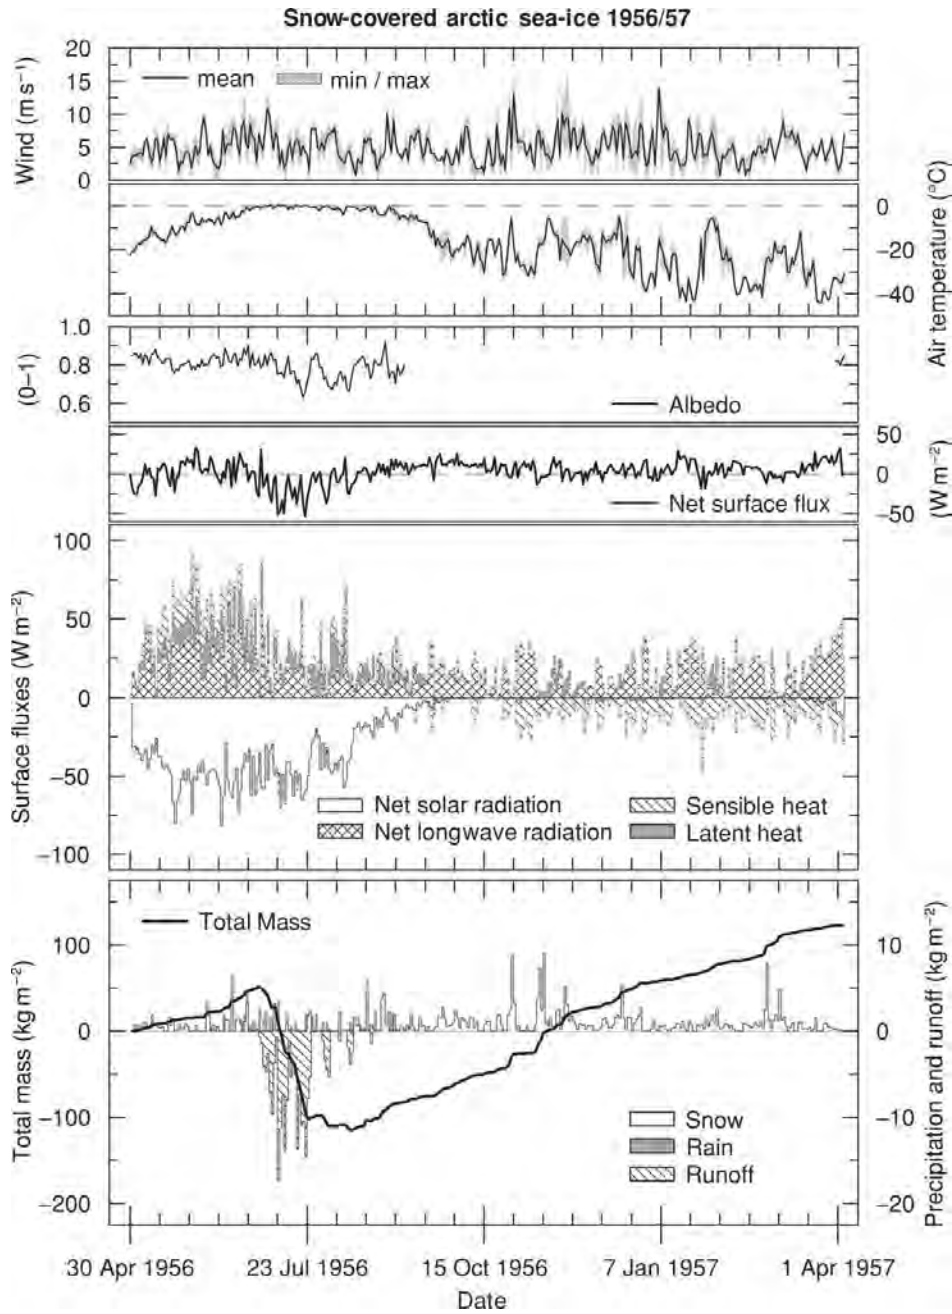 Snow-covered arctic sea-ice 1956/57
20
15
10
5
0
Wind (m s⁻¹)
mean
min / max
0
−20
−40
Air temperature (°C)
1.0
0.8
0.6
(0−1)
Albedo
50
0
−50
(W m⁻²)
Net surface flux
100
50
0
−50
−100
Surface fluxes (W m⁻²)
Net solar radiation
Sensible heat
Net longwave radiation
Latent heat
Total Mass
100
0
−100
−200
Total mass (kg m⁻²)
10
0
−10
−20
Precipitation and runoff (kg m⁻²)
Snow
Rain
Runoff
30 Apr 1956
23 Jul 1956
15 Oct 1956
7 Jan 1957
1 Apr 1957
Date